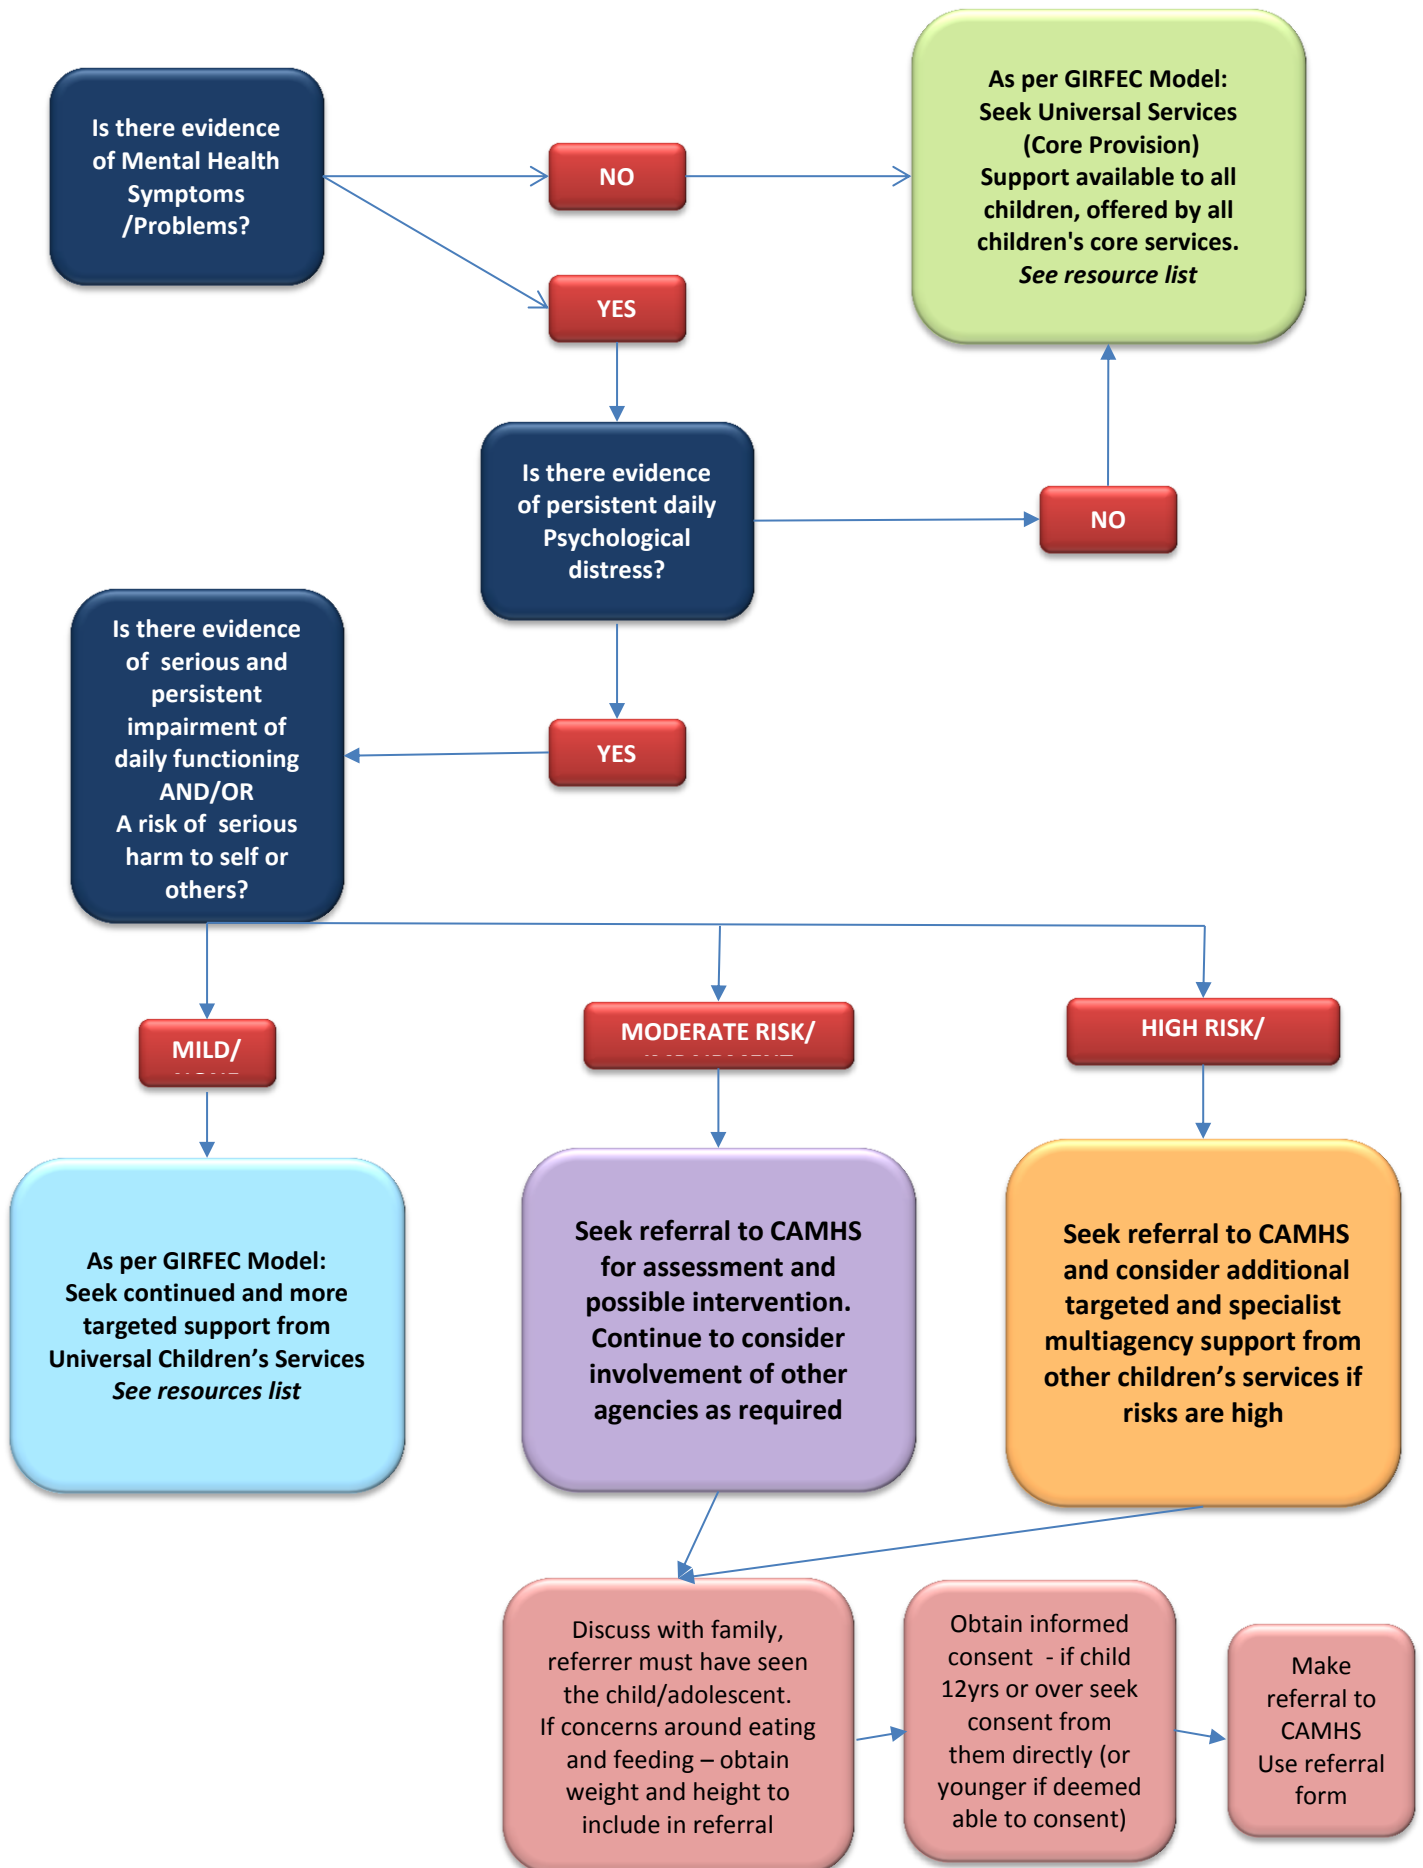 Is there evidence
of Mental Health
Symptoms
/Problems?
NO
As per GIRFEC Model:
Seek Universal Services
(Core Provision)
Support available to all
children, offered by all
children's core services.
See resource list
YES
Is there evidence
of persistent daily
Psychological
distress?
NO
Is there evidence
of serious and
persistent
impairment of
daily functioning
AND/OR
A risk of serious
harm to self or
others?
YES
MILD/
MODERATE RISK/
HIGH RISK/
As per GIRFEC Model:
Seek continued and more
targeted support from
Universal Children’s Services
See resources list
Seek referral to CAMHS
for assessment and
possible intervention.
Continue to consider
involvement of other
agencies as required
Seek referral to CAMHS
and consider additional
targeted and specialist
multiagency support from
other children’s services if
risks are high
Discuss with family,
referrer must have seen
the child/adolescent.
If concerns around eating
and feeding – obtain
weight and height to
include in referral
Obtain informed
consent - if child
12yrs or over seek
consent from
them directly (or
younger if deemed
able to consent)
Make
referral to
CAMHS
Use referral
form